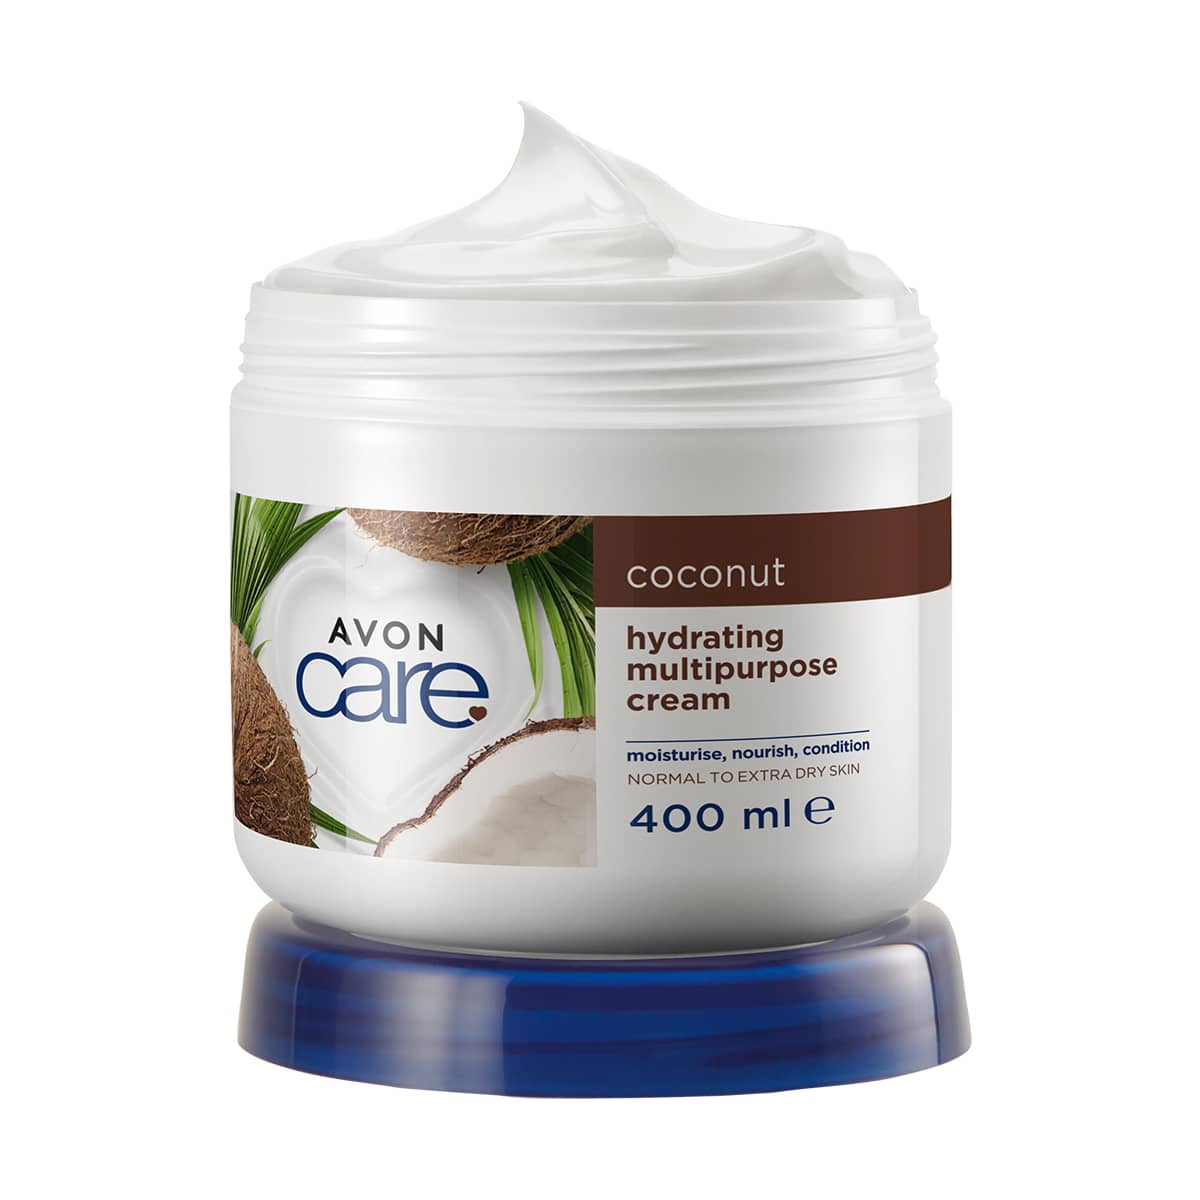 AVON
care
coconut
hydrating
multipurpose
cream
moisturise, nourish, condition
NORMAL TO EXTRA DRY SKIN
400 ml ℮